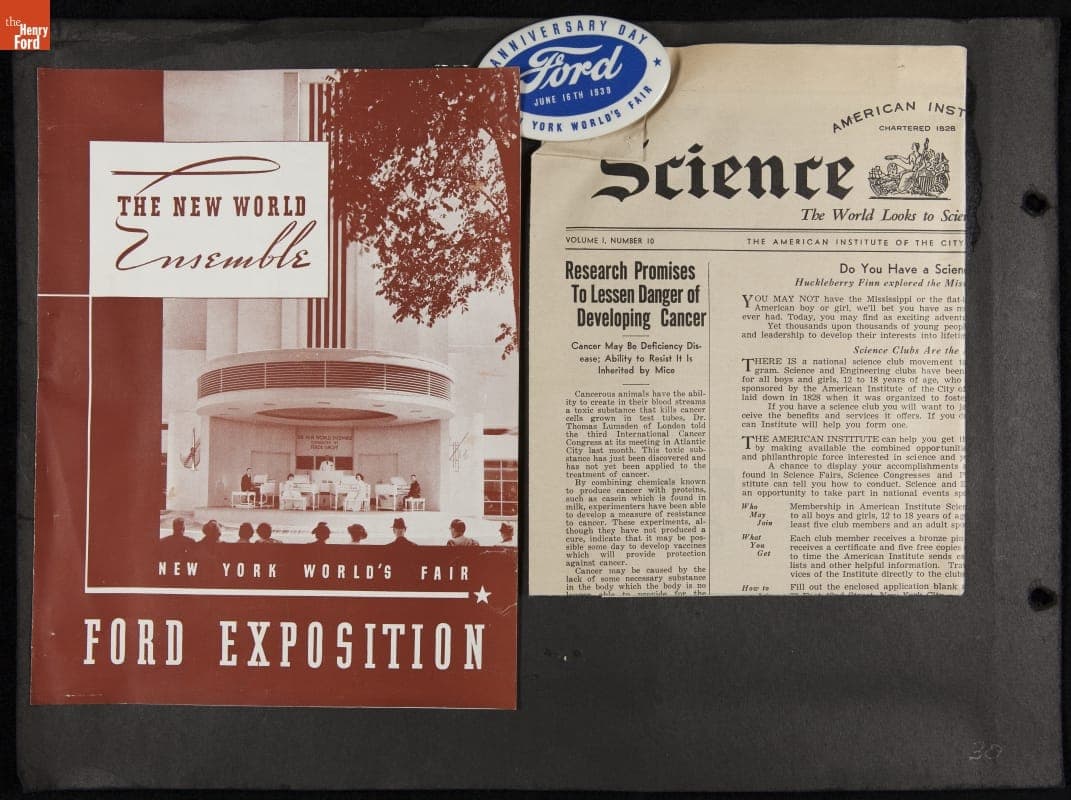 the
Henry
Ford
THE NEW WORLD
Ensemble
THE NEW WORLD ENSEMBLE
NEW YORK WORLD'S FAIR
FORD EXPOSITION
ANNIVERSARY DAY
Ford
JUNE 16TH 1939
YORK WORLD'S FAIR
AMERICAN INST
CHARTERED 1828
Science
The World Looks to Scien
VOLUME I, NUMBER 10
THE AMERICAN INSTITUTE OF THE CITY
Research Promises
To Lessen Danger of
Developing Cancer
Cancer May Be Deficiency Dis-
ease; Ability to Resist It Is
Inherited by Mice
Cancerous animals have the abil-
ity to create in their blood streams
a toxic substance that kills cancer
cells grown in test tubes, Dr.
Thomas Lumsden of London told
the third International Cancer
Congress at its meeting in Atlantic
City last month. This toxic sub-
stance has just been discovered and
has not yet been applied to the
treatment of cancer.
By combining chemicals known
to produce cancer with proteins,
such as casein which is found in
milk, experimenters have been able
to develop a measure of resistance
to cancer. These experiments, al-
though they have not produced a
cure, indicate that it may be pos-
sible some day to develop vaccines
which will provide protection
against cancer.
Cancer may be caused by the
lack of some necessary substance
in the body which the body is no
longer able to provide for the
Do You Have a Scien
Huckleberry Finn explored the Miss
YOU MAY NOT have the Mississippi or the flat-
American boy or girl, we'll bet you have as m
ever had. Today, you may find as exciting advent
Yet thousands upon thousands of young peopl
and leadership to develop their interests into lifeti
Science Clubs Are the
THERE IS a national science club movement
gram. Science and Engineering clubs have been
for all boys and girls, 12 to 18 years of age, who
sponsored by the American Institute of the City o
laid down in 1828 when it was organized to foste
If you have a science club you will want to j
ceive the benefits and services it offers. If you d
can Institute will help you form one.
THE AMERICAN INSTITUTE can help you get t
by making available the combined opportuniti
and philanthropic force interested in science and y
A chance to display your accomplishments
found in Science Fairs, Science Congresses and
stitute can tell you how to conduct. Science and
an opportunity to take part in national events sp
Who May Join
Membership in American Institute Scie
to all boys and girls, 12 to 18 years of ag
least five club members and an adult sp
What You Get
Each club member receives a bronze pin
receives a certificate and five free copies
to time the American Institute sends
lists and other helpful information. Tra
vices of the Institute directly to the clubs
How to
Fill out the enclosed application blank
30